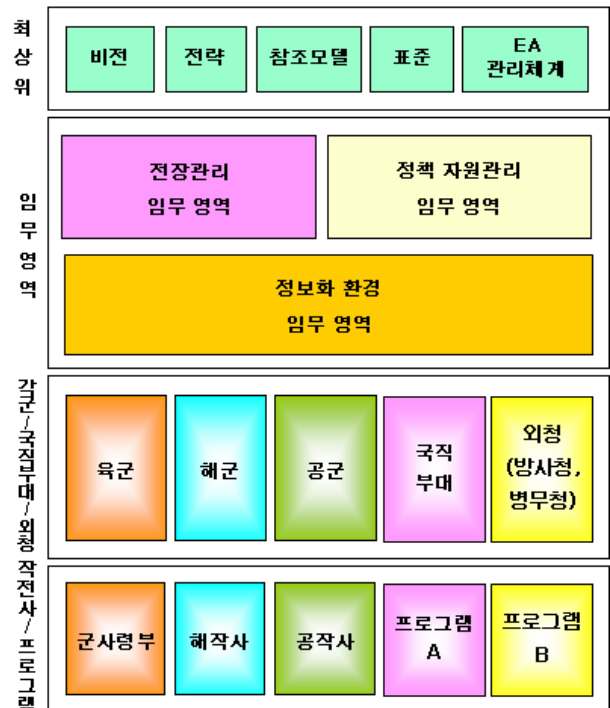 최상위
비전
전략
참조모델
표준
EA
관리체계
임무영역
전장관리
임무 영역
정책 자원관리
임무 영역
정보화 환경
임무 영역
각군/국직부대/외청
육군
해군
공군
국직
부대
외청
(방사청,
병무청)
작전사/프로그램
군사령부
해작사
공작사
프로그램
A
프로그램
B